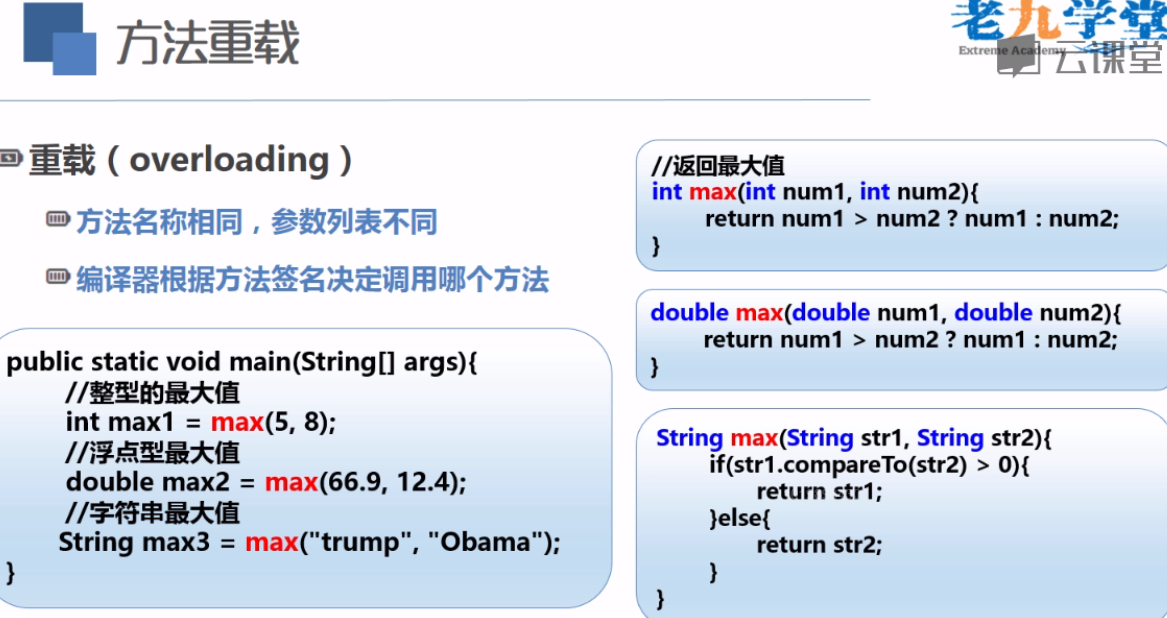 方法重载
老九学堂
Extreme Academy
云课堂
重载（overloading）
方法名称相同，参数列表不同
编译器根据方法签名决定调用哪个方法
public static void main(String[] args){
//整型的最大值
int max1 = max(5, 8);
//浮点型最大值
double max2 = max(66.9, 12.4);
//字符串最大值
String max3 = max("trump", "Obama");
}
//返回最大值
int max(int num1, int num2){
return num1 > num2 ? num1 : num2;
}
double max(double num1, double num2){
return num1 > num2 ? num1 : num2;
}
String max(String str1, String str2){
if(str1.compareTo(str2) > 0){
return str1;
}else{
return str2;
}
}